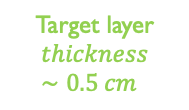 Target layer
thickness
~ 0.5 cm